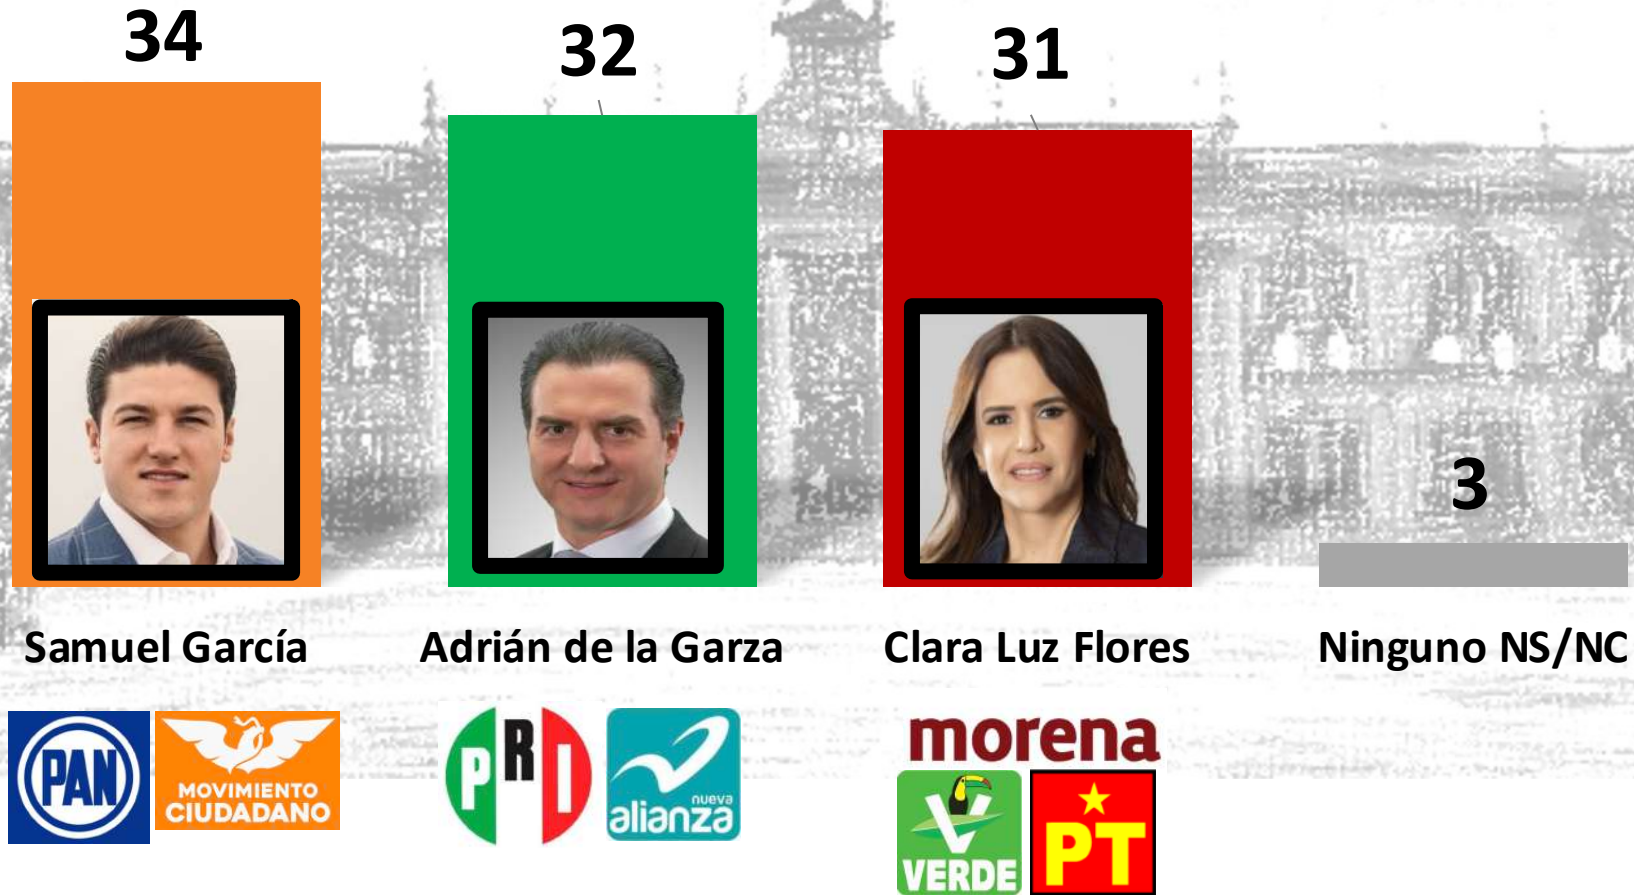 34
32
31
3
Samuel García
Adrián de la Garza
Clara Luz Flores
Ninguno NS/NC
PAN
MOVIMIENTO
CIUDADANO
PRI
nueva
alianza
morena
VERDE
PT